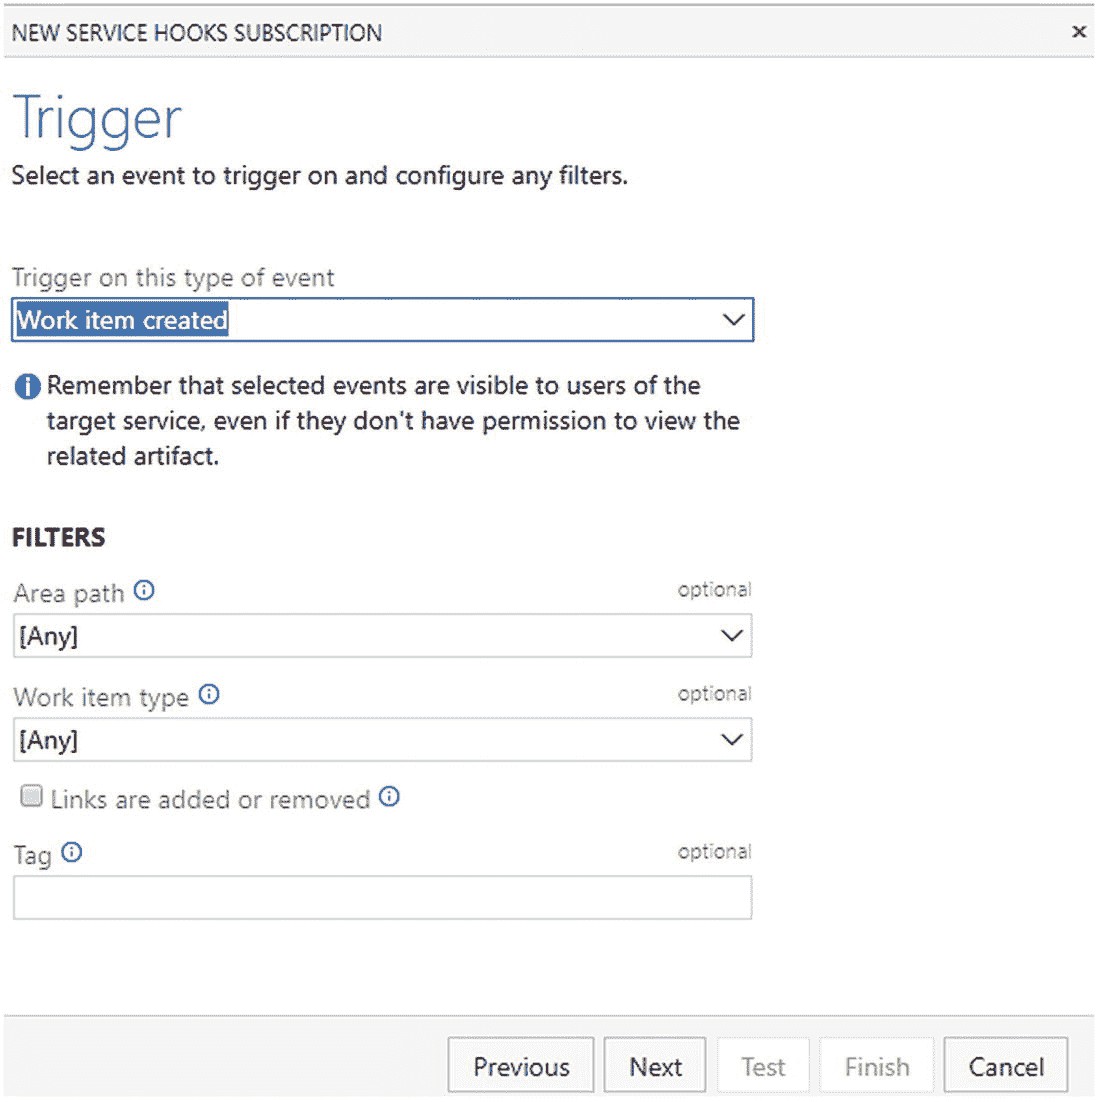 NEW SERVICE HOOKS SUBSCRIPTION
Trigger
Select an event to trigger on and configure any filters.
Trigger on this type of event
Work item created
Remember that selected events are visible to users of the
target service, even if they don't have permission to view the
related artifact.
FILTERS
Area path optional
[Any]
Work item type optional
[Any]
Links are added or removed
Tag optional
Previous Next Test Finish Cancel